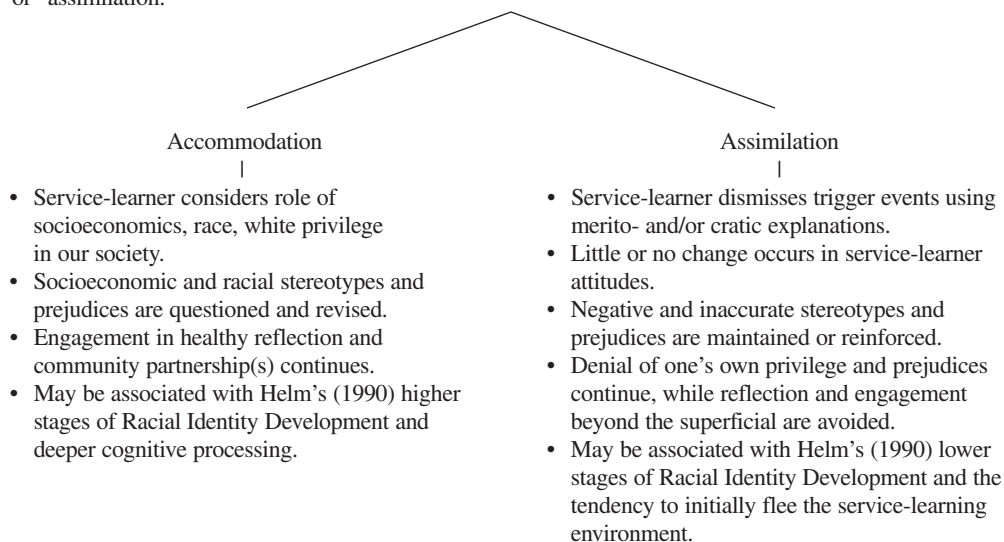 or “assimilation.
Accommodation
Assimilation
• Service-learner considers role of
socioeconomics, race, white privilege
in our society.
• Socioeconomic and racial stereotypes and
prejudices are questioned and revised.
• Engagement in healthy reflection and
community partnership(s) continues.
• May be associated with Helm’s (1990) higher
stages of Racial Identity Development and
deeper cognitive processing.
• Service-learner dismisses trigger events using
merito- and/or cratic explanations.
• Little or no change occurs in service-learner
attitudes.
• Negative and inaccurate stereotypes and
prejudices are maintained or reinforced.
• Denial of one’s own privilege and prejudices
continue, while reflection and engagement
beyond the superficial are avoided.
• May be associated with Helm’s (1990) lower
stages of Racial Identity Development and the
tendency to initially flee the service-learning
environment.